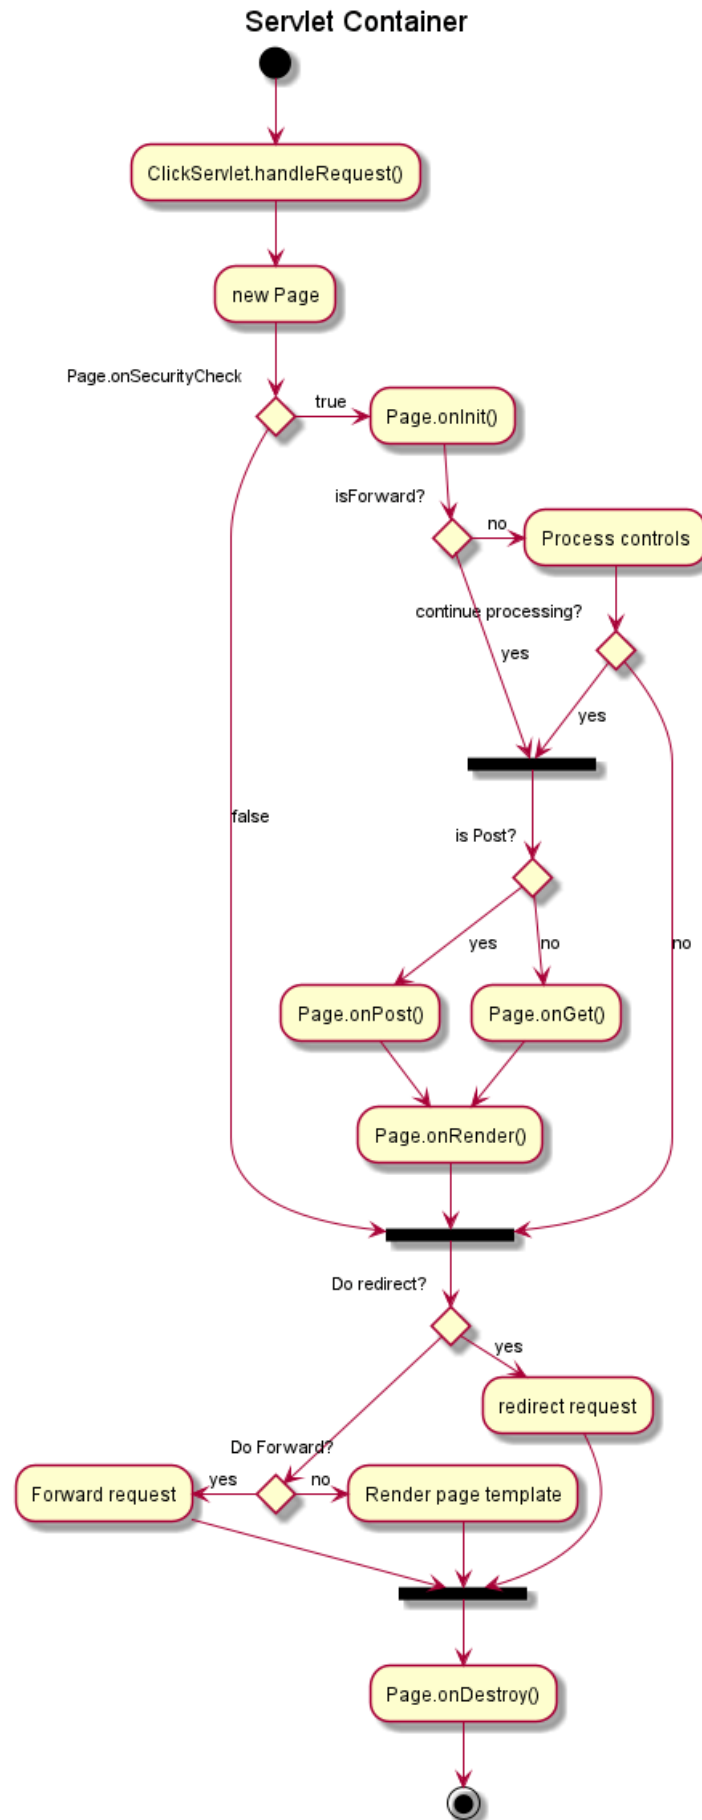 Servlet Container
ClickServlet.handleRequest()
new Page
Page.onSecurityCheck
true
Page.onInit()
isForward?
no
Process controls
continue processing?
yes
yes
false
is Post?
yes
no
no
Page.onPost()
Page.onGet()
Page.onRender()
Do redirect?
yes
redirect request
Do Forward?
yes
no
Forward request
Render page template
Page.onDestroy()